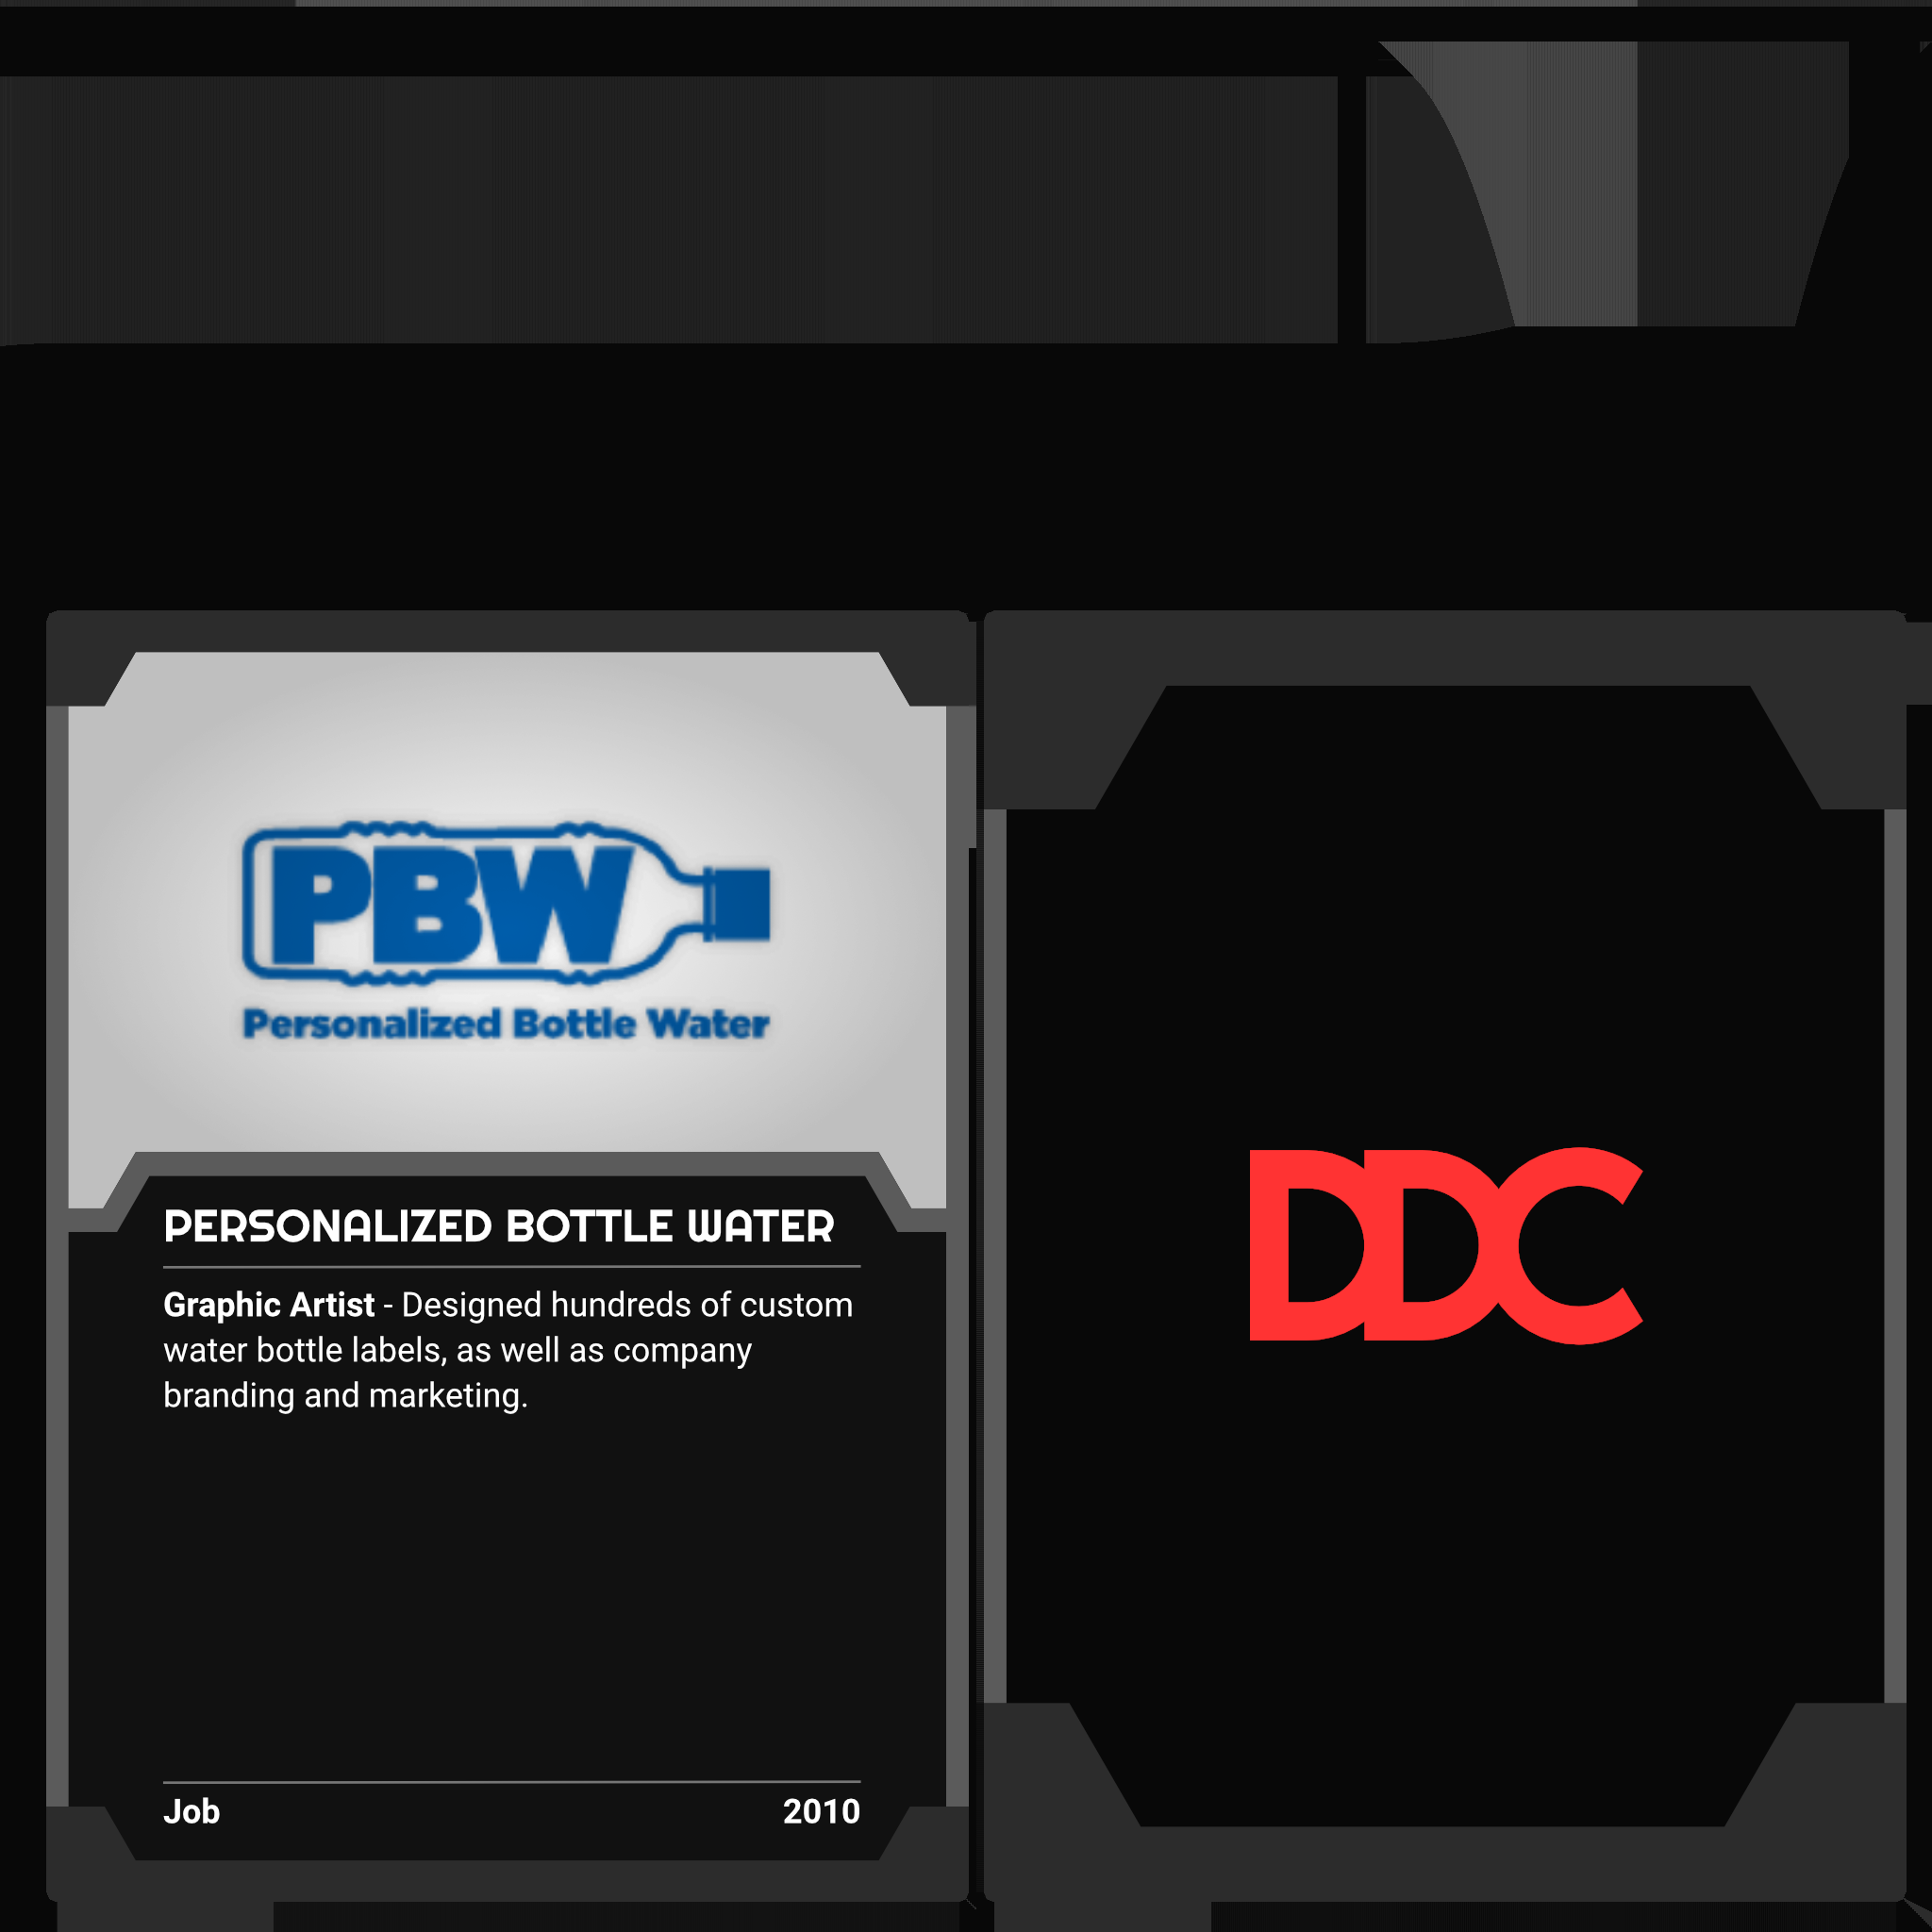 PBW
Personalized Bottle Water
PERSONALIZED BOTTLE WATER
Graphic Artist - Designed hundreds of custom
water bottle labels, as well as company
branding and marketing.
Job 2010
DDC